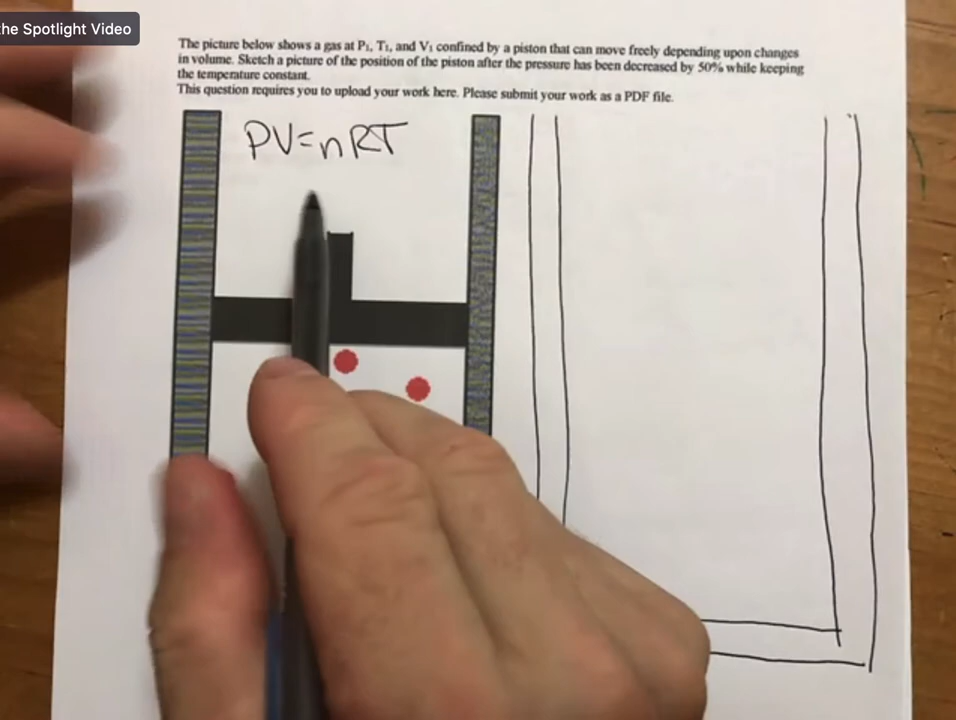 the Spotlight Video
The picture below shows a gas at P₁, T₁, and V₁ confined by a piston that can move freely depending upon changes
in volume. Sketch a picture of the position of the piston after the pressure has been decreased by 50% while keeping
the temperature constant.
This question requires you to upload your work here. Please submit your work as a PDF file.
PV=nRT